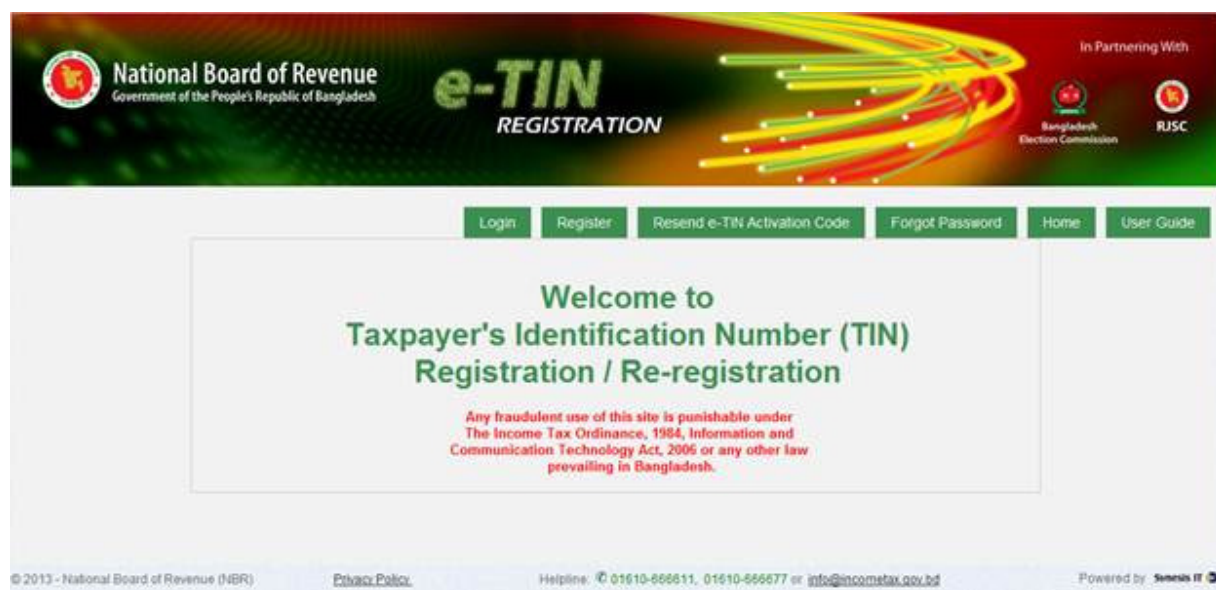 In Partnering With
National Board of Revenue
Government of the People's Republic of Bangladesh
e-TIN
REGISTRATION
Bangladesh
Election Commission
RJSC
Login Register Resend e-TIN Activation Code Forgot Password Home User Guide
Welcome to
Taxpayer's Identification Number (TIN)
Registration / Re-registration
Any fraudulent use of this site is punishable under
The Income Tax Ordinance, 1984, Information and
Communication Technology Act, 2006 or any other law
prevailing in Bangladesh.
© 2013 - National Board of Revenue (NBR) Privacy Policy Helpline: ✆ 01610-666611, 01610-666677 or info@incometax.gov.bd Powered by Synesis IT